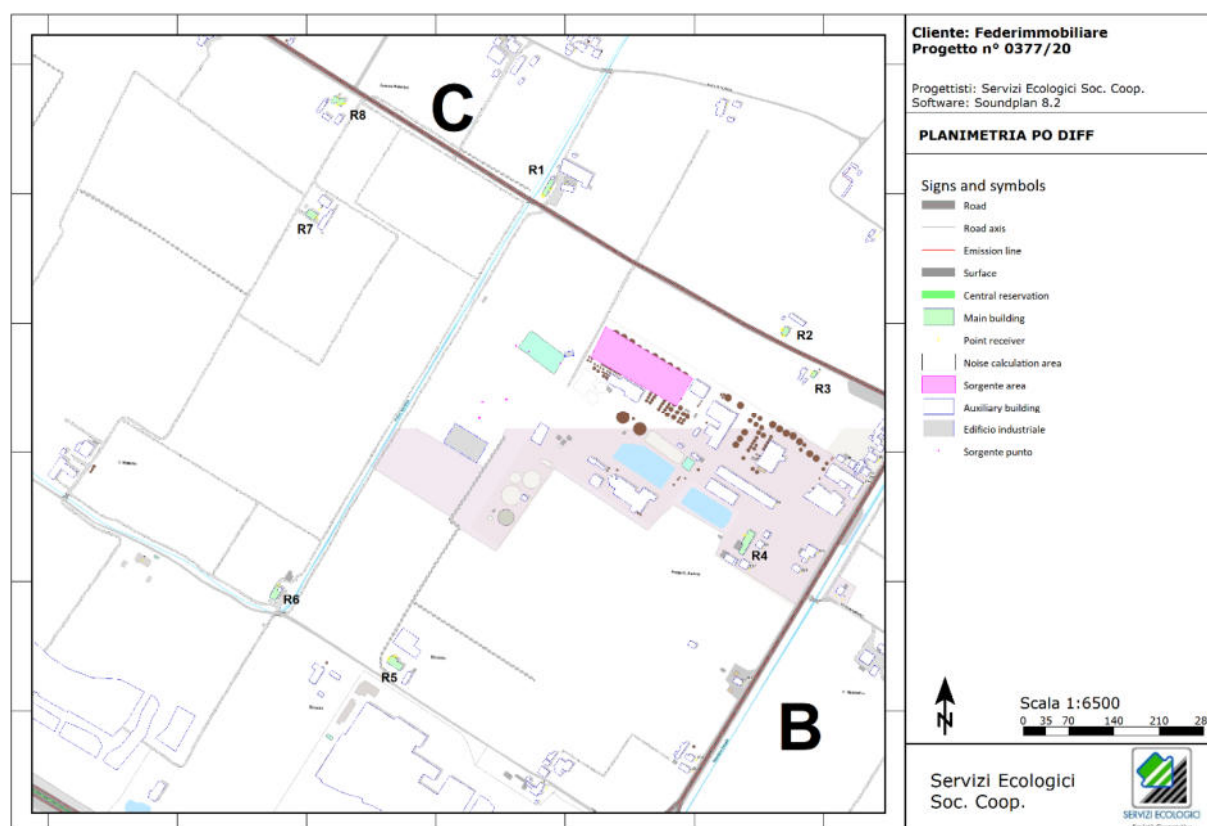 Cliente: Federimmobiliare
Progetto n° 0377/20
Progettisti: Servizi Ecologici Soc. Coop.
Software: Soundplan 8.2
PLANIMETRIA PO DIFF
Signs and symbols
Road
Road axis
Emission line
Surface
Central reservation
Main building
Point receiver
Noise calculation area
Sorgente area
Auxiliary building
Edificio industriale
Sorgente punto
C
R8
R1
R7
R2
R3
R4
R6
R5
B
N
Scala 1:6500
0 35 70 140 210 28
Servizi Ecologici
Soc. Coop.
SERVIZI ECOLOGICI